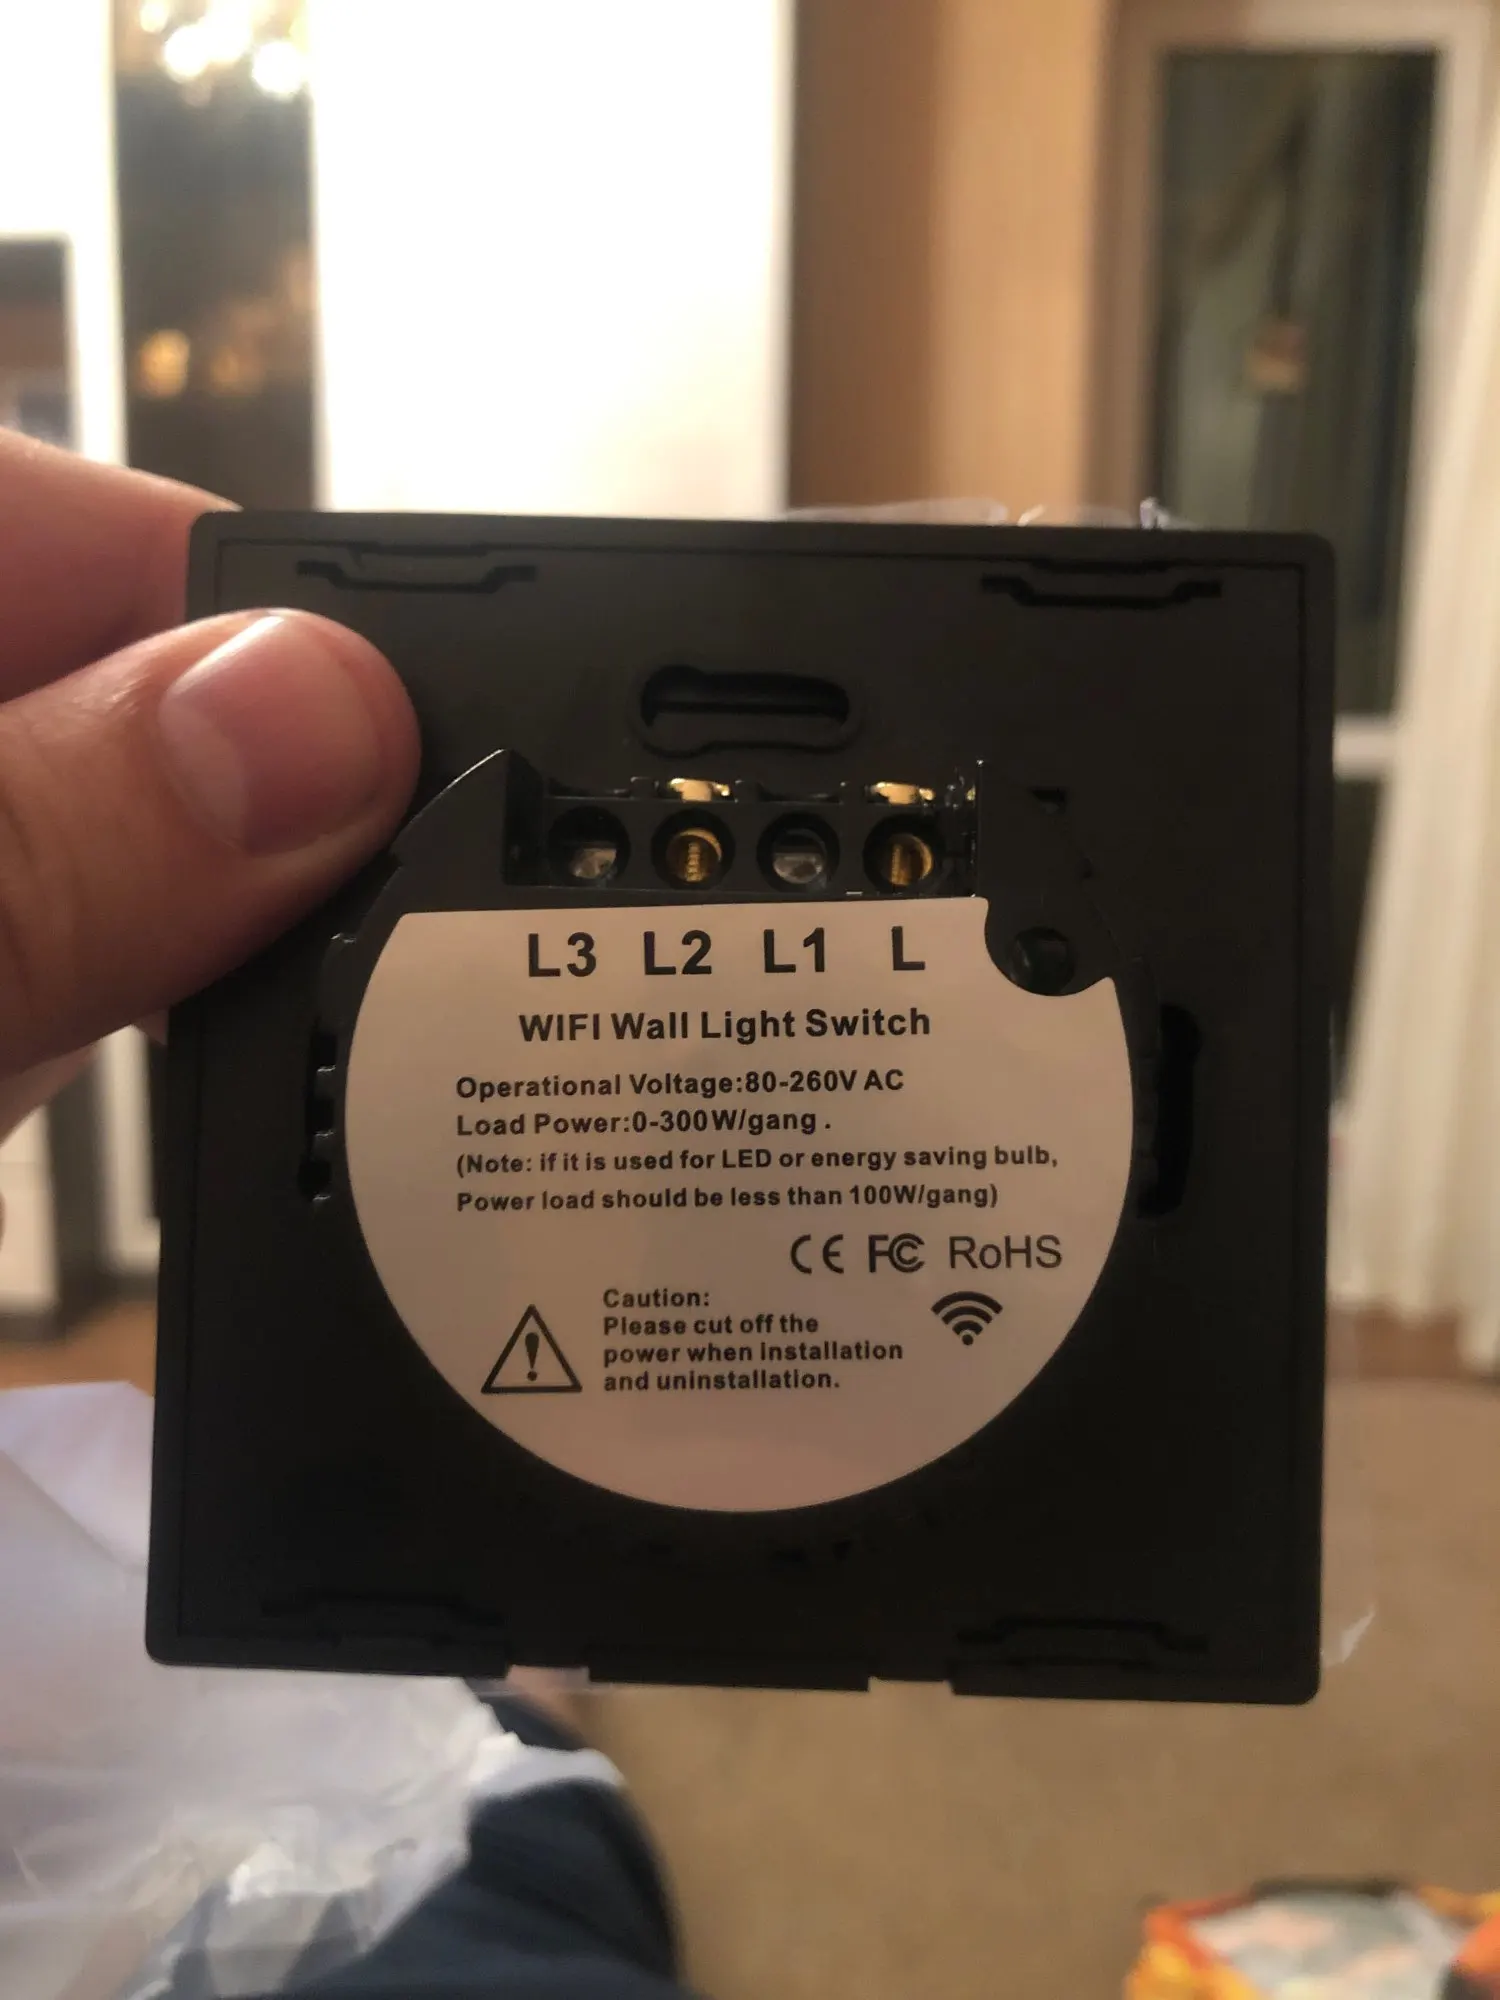 L3 L2 L1 L
WIFI Wall Light Switch
Operational Voltage:80-260V AC
Load Power:0-300W/gang .
(Note: if it is used for LED or energy saving bulb,
Power load should be less than 100W/gang)
CE FC RoHS
Caution:
Please cut off the
power when installation
and uninstallation.